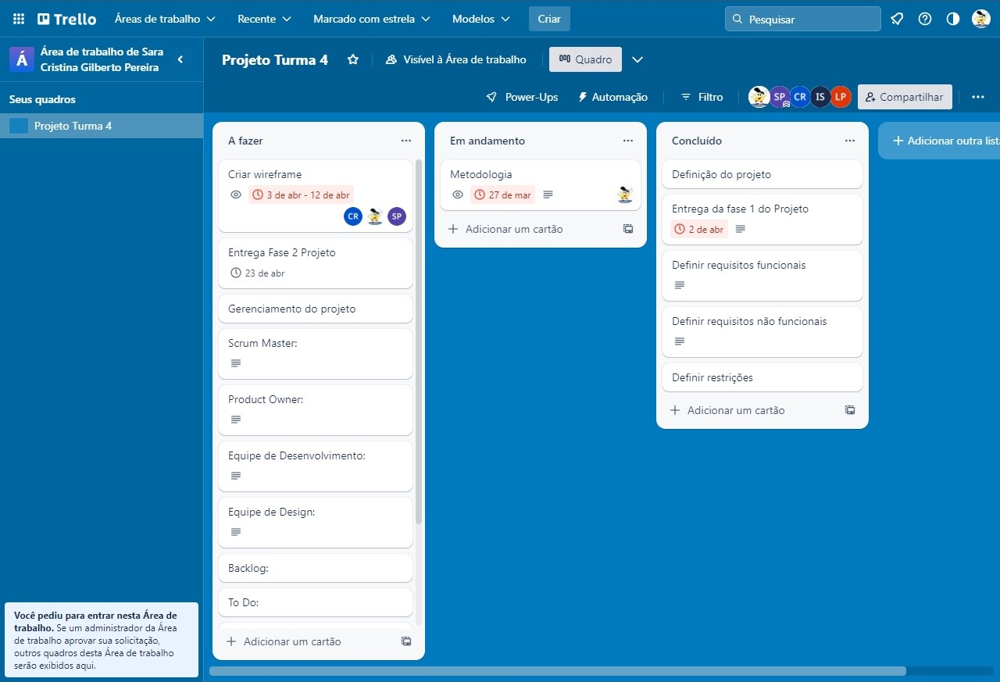 Trello
Áreas de trabalho
Recente
Marcado com estrela
Modelos
Criar
Pesquisar
Á
Área de trabalho de Sara
Cristina Gilberto Pereira
Seus quadros
Projeto Turma 4
Projeto Turma 4
Visível à Área de trabalho
Quadro
Power-Ups
Automação
Filtro
SP
CR
IS
LP
Compartilhar
A fazer
Criar wireframe
3 de abr - 12 de abr
CR
SP
Entrega Fase 2 Projeto
23 de abr
Gerenciamento do projeto
Scrum Master:
Product Owner:
Equipe de Desenvolvimento:
Equipe de Design:
Backlog:
To Do:
Adicionar um cartão
Em andamento
Metodologia
27 de mar
Adicionar um cartão
Concluído
Definição do projeto
Entrega da fase 1 do Projeto
2 de abr
Definir requisitos funcionais
Definir requisitos não funcionais
Definir restrições
Adicionar um cartão
Adicionar outra list
Você pediu para entrar nesta Área de
trabalho. Se um administrador da Área
de trabalho aprovar sua solicitação,
outros quadros desta Área de trabalho
serão exibidos aqui.